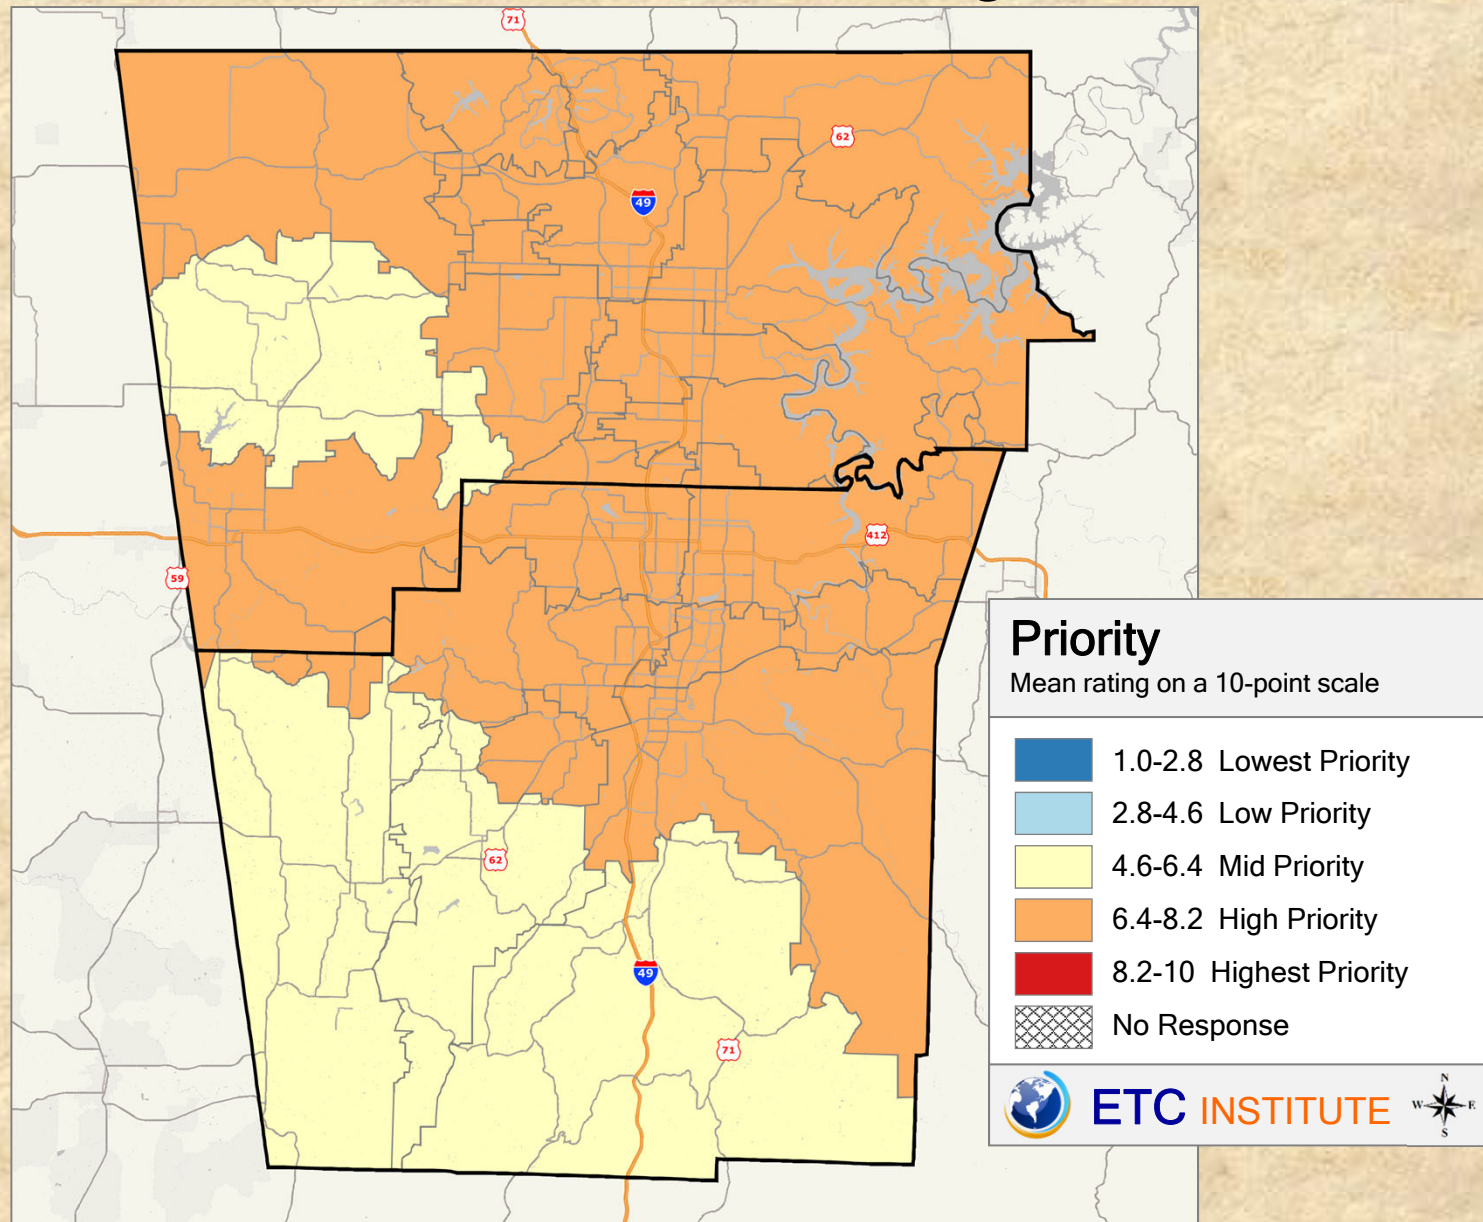 71
62
49
412
59
62
49
71
Priority
Mean rating on a 10-point scale
1.0-2.8 Lowest Priority
2.8-4.6 Low Priority
4.6-6.4 Mid Priority
6.4-8.2 High Priority
8.2-10 Highest Priority
No Response
ETC INSTITUTE
N
W E
S